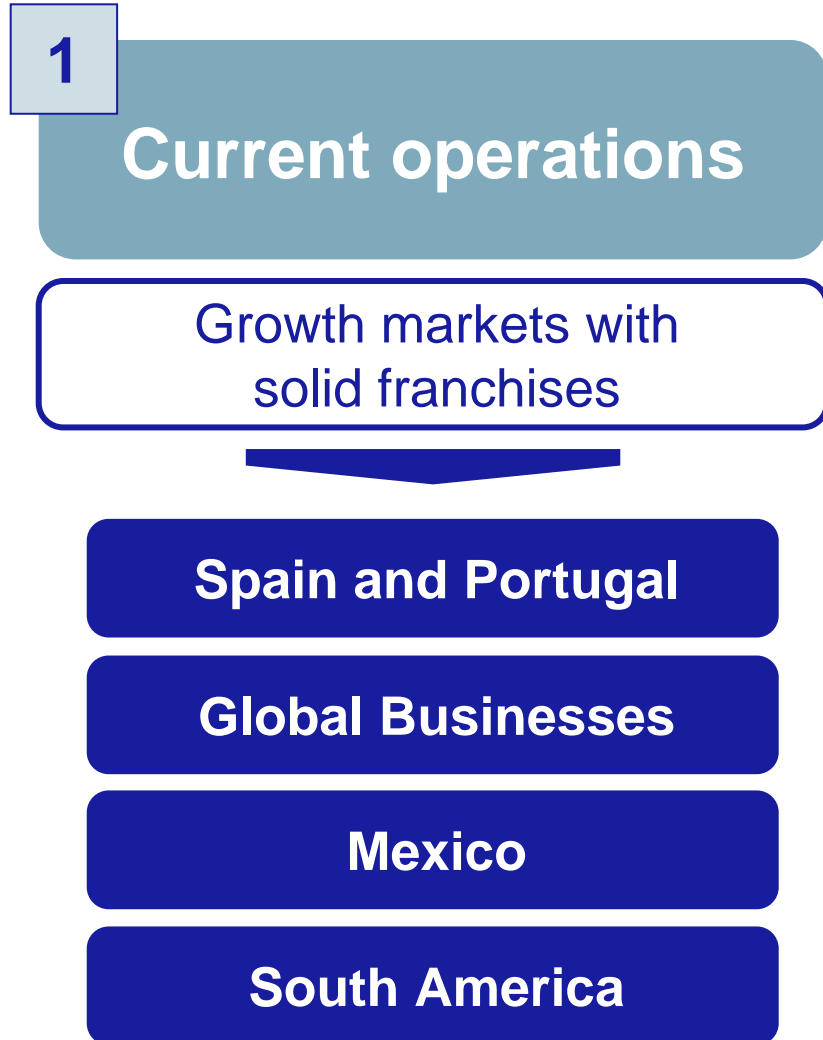 1
Current operations
Growth markets with
solid franchises
Spain and Portugal
Global Businesses
Mexico
South America